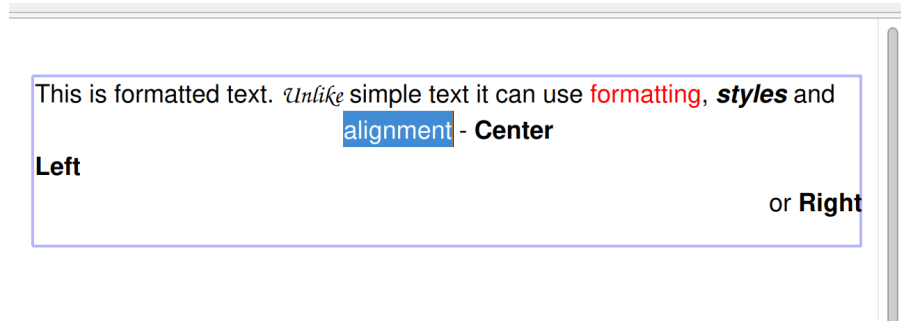 This is formatted text. Unlike simple text it can use formatting, styles and
alignment - Center
Left
or Right